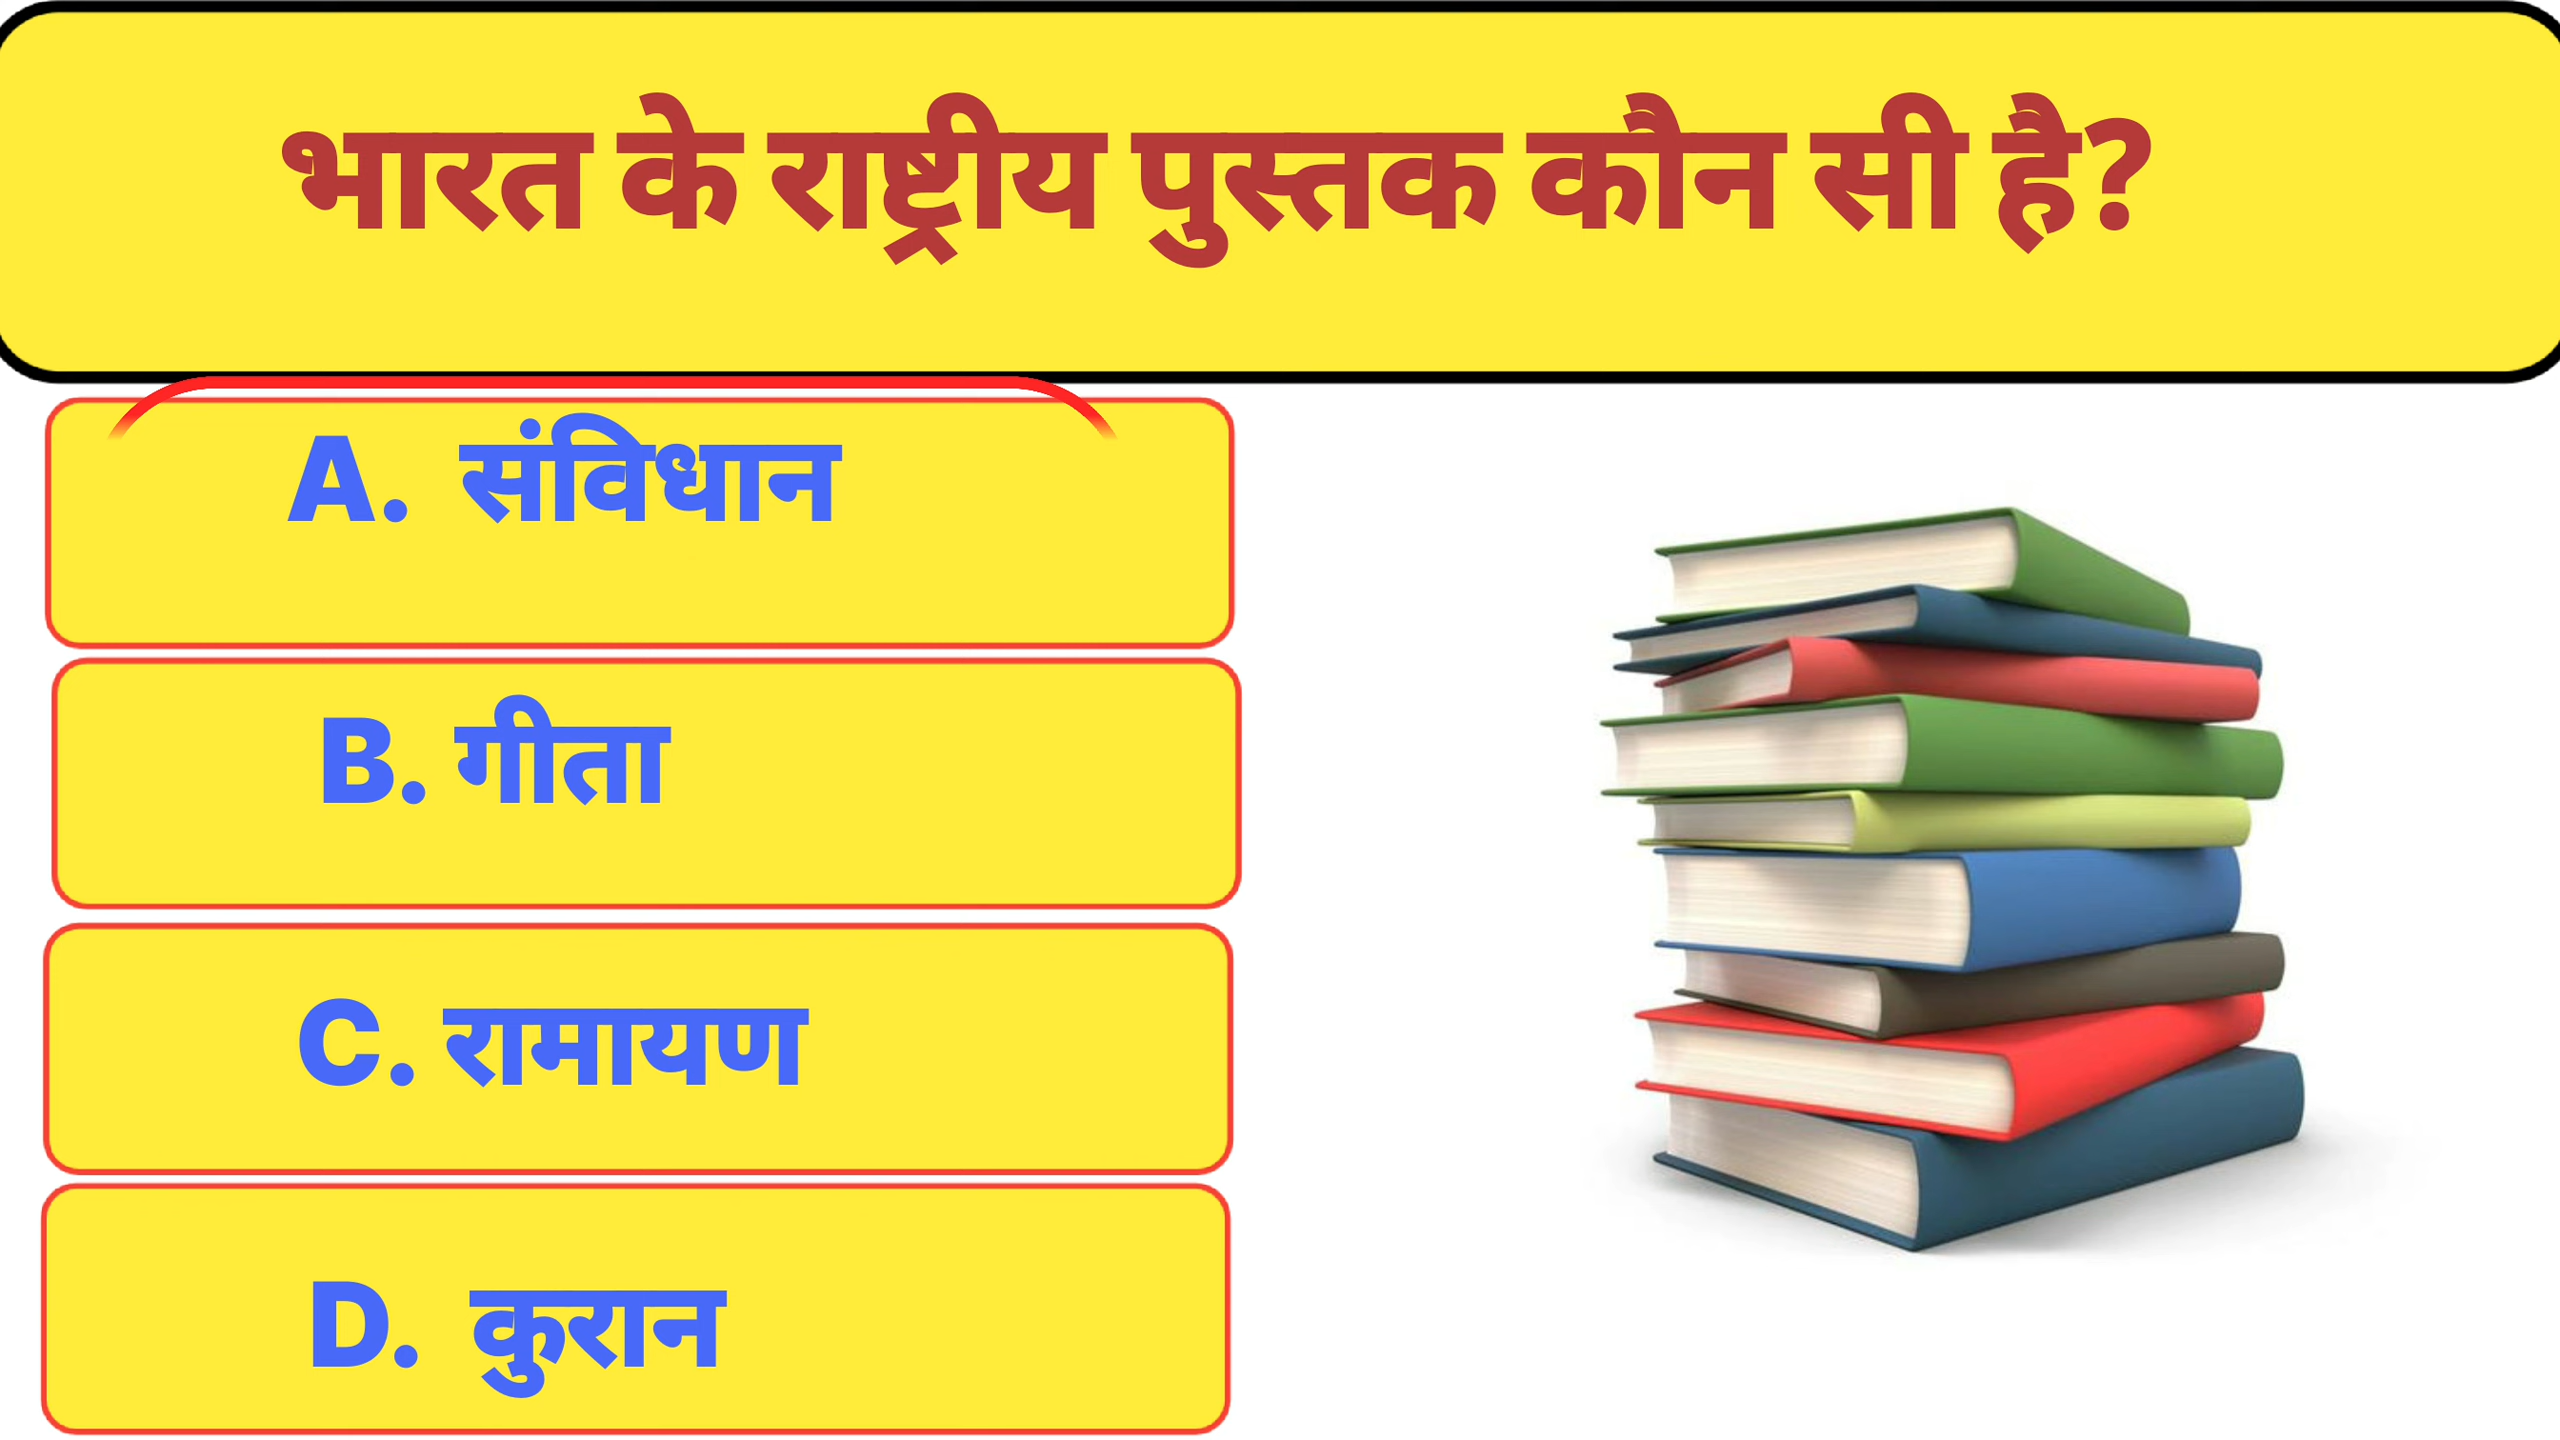 भारत के राष्ट्रीय पुस्तक कौन सी है?
A. संविधान
B. गीता
C. रामायण
D. कुरान